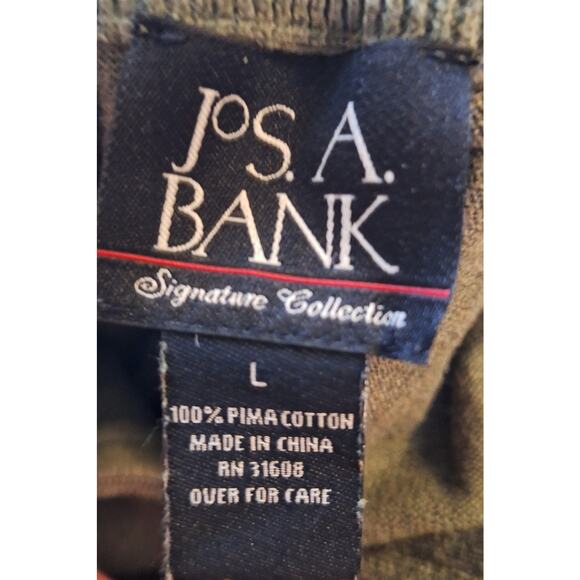 JoS. A.
BANK
Signature Collection
L
100% PIMA COTTON
MADE IN CHINA
RN 31608
OVER FOR CARE